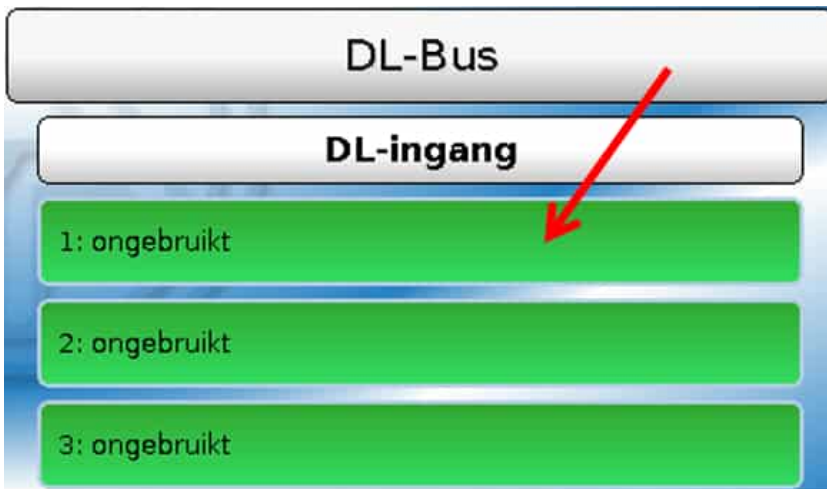 DL-Bus
DL-ingang
1: ongebruikt
2: ongebruikt
3: ongebruikt